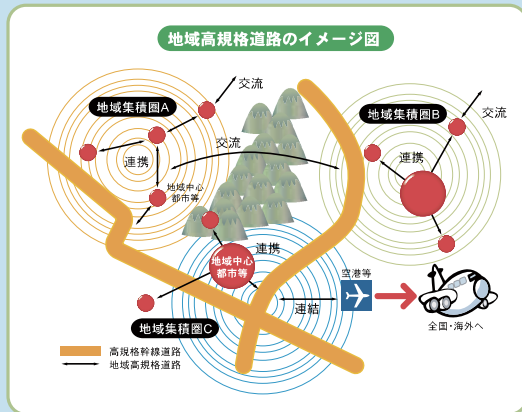 地域高規格道路のイメージ図
交流
地域集積圏A
交流
地域集積圏B
交流
連携
連携
地域中心
都市等
連携
地域中心
都市等
空港等
連結
地域集積圏C
全国・海外へ
高規格幹線道路
地域高規格道路